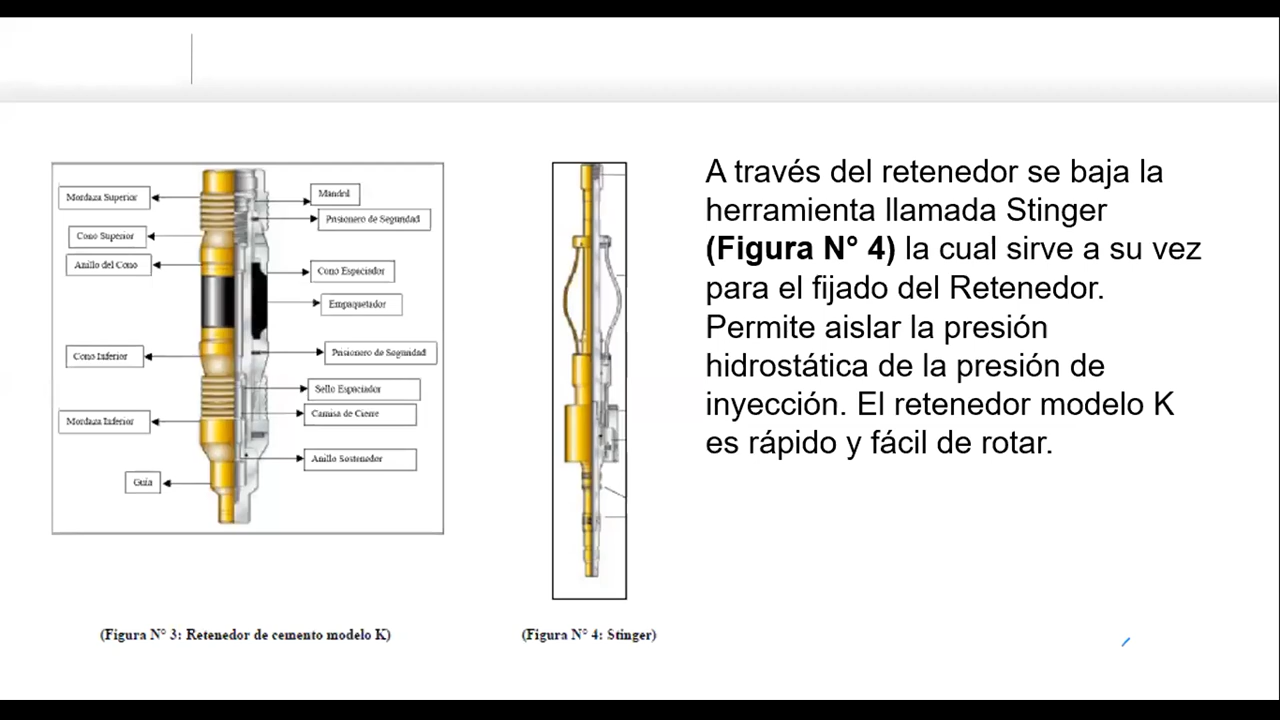 Mordaza Superior
Cono Superior
Anillo del Cono
Cono Inferior
Mordaza Inferior
Guía
Mandril
Prisionero de Seguridad
Cono Espaciador
Empaquetador
Prisionero de Seguridad
Sello Espaciador
Camisa de Cierre
Anillo Sostenedor
(Figura N° 3: Retenedor de cemento modelo K)
(Figura N° 4: Stinger)
A través del retenedor se baja la
herramienta llamada Stinger
(Figura N° 4) la cual sirve a su vez
para el fijado del Retenedor.
Permite aislar la presión
hidrostática de la presión de
inyección. El retenedor modelo K
es rápido y fácil de rotar.